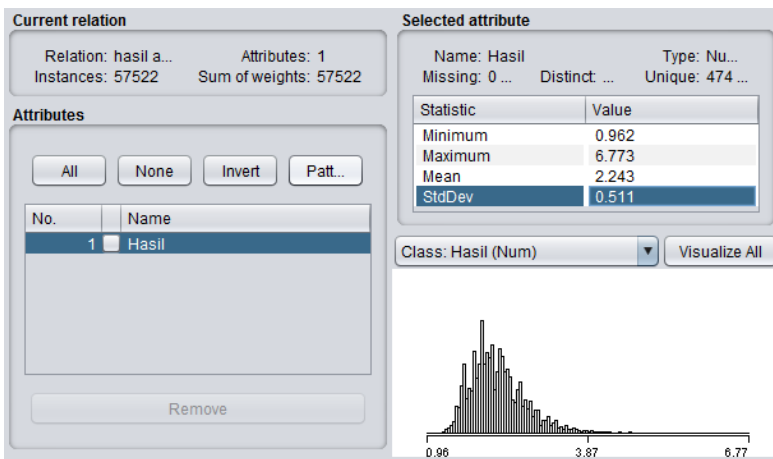 Current relation
Relation: hasil a... Attributes: 1
Instances: 57522 Sum of weights: 57522
Attributes
All None Invert Patt...
No. Name
1 Hasil
Remove
Selected attribute
Name: Hasil Type: Nu...
Missing: 0 ... Distinct: ... Unique: 474 ...
Statistic Value
Minimum 0.962
Maximum 6.773
Mean 2.243
StdDev 0.511
Class: Hasil (Num) Visualize All
0.96 3.87 6.77